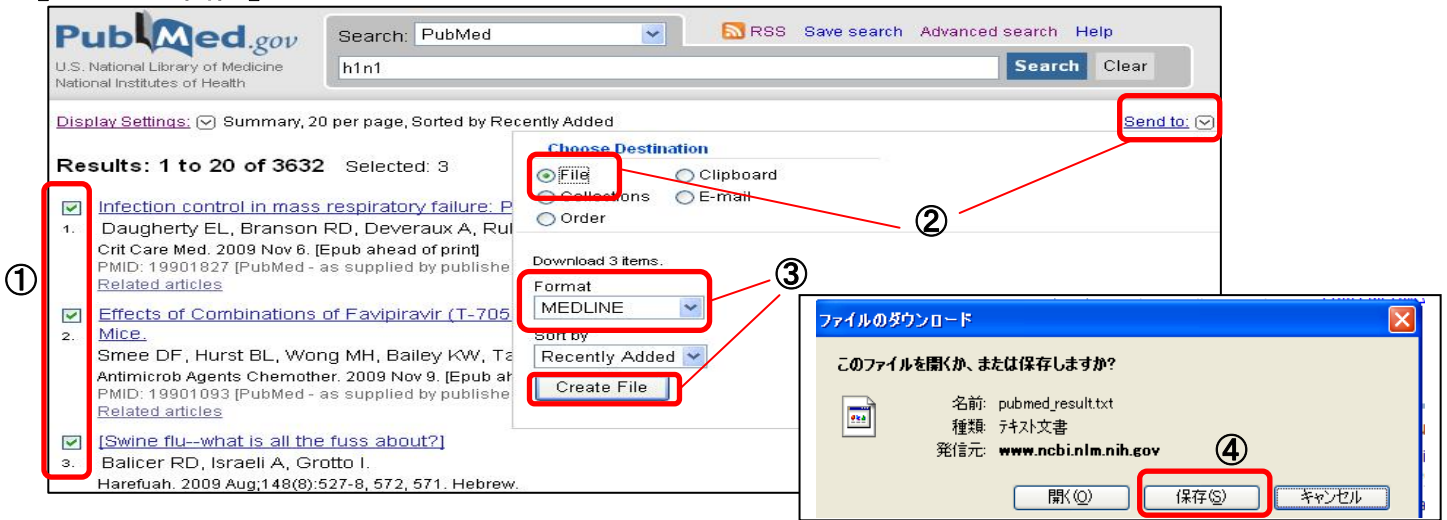 PubMed.gov
U.S. National Library of Medicine
National Institutes of Health
Search: PubMed
RSS Save search Advanced search Help
h1n1
Search Clear
Display Settings: Summary, 20 per page, Sorted by Recently Added
Send to:
Results: 1 to 20 of 3632 Selected: 3
Choose Destination
File Clipboard
Collections E-mail
Order
②
Download 3 items.
Format
MEDLINE
③
Sort by
Recently Added
Create File
①
Infection control in mass respiratory failure: P
1. Daugherty EL, Branson RD, Deveraux A, Rul
Crit Care Med. 2009 Nov 6. [Epub ahead of print]
PMID: 19901827 [PubMed - as supplied by publishe
Related articles
Effects of Combinations of Favipiravir (T-705
2. Mice.
Smee DF, Hurst BL, Wong MH, Bailey KW, Ta
Antimicrob Agents Chemother. 2009 Nov 9. [Epub ah
PMID: 19901093 [PubMed - as supplied by publishe
Related articles
[Swine flu--what is all the fuss about?]
3. Balicer RD, Israeli A, Grotto I.
Harefuah. 2009 Aug;148(8):527-8, 572, 571. Hebrew.
ファイルのダウンロード
このファイルを開くか、または保存しますか?
名前: pubmed_result.txt
種類: テキスト文書
発信元: www.ncbi.nlm.nih.gov
④
開く(O) 保存(S) キャンセル